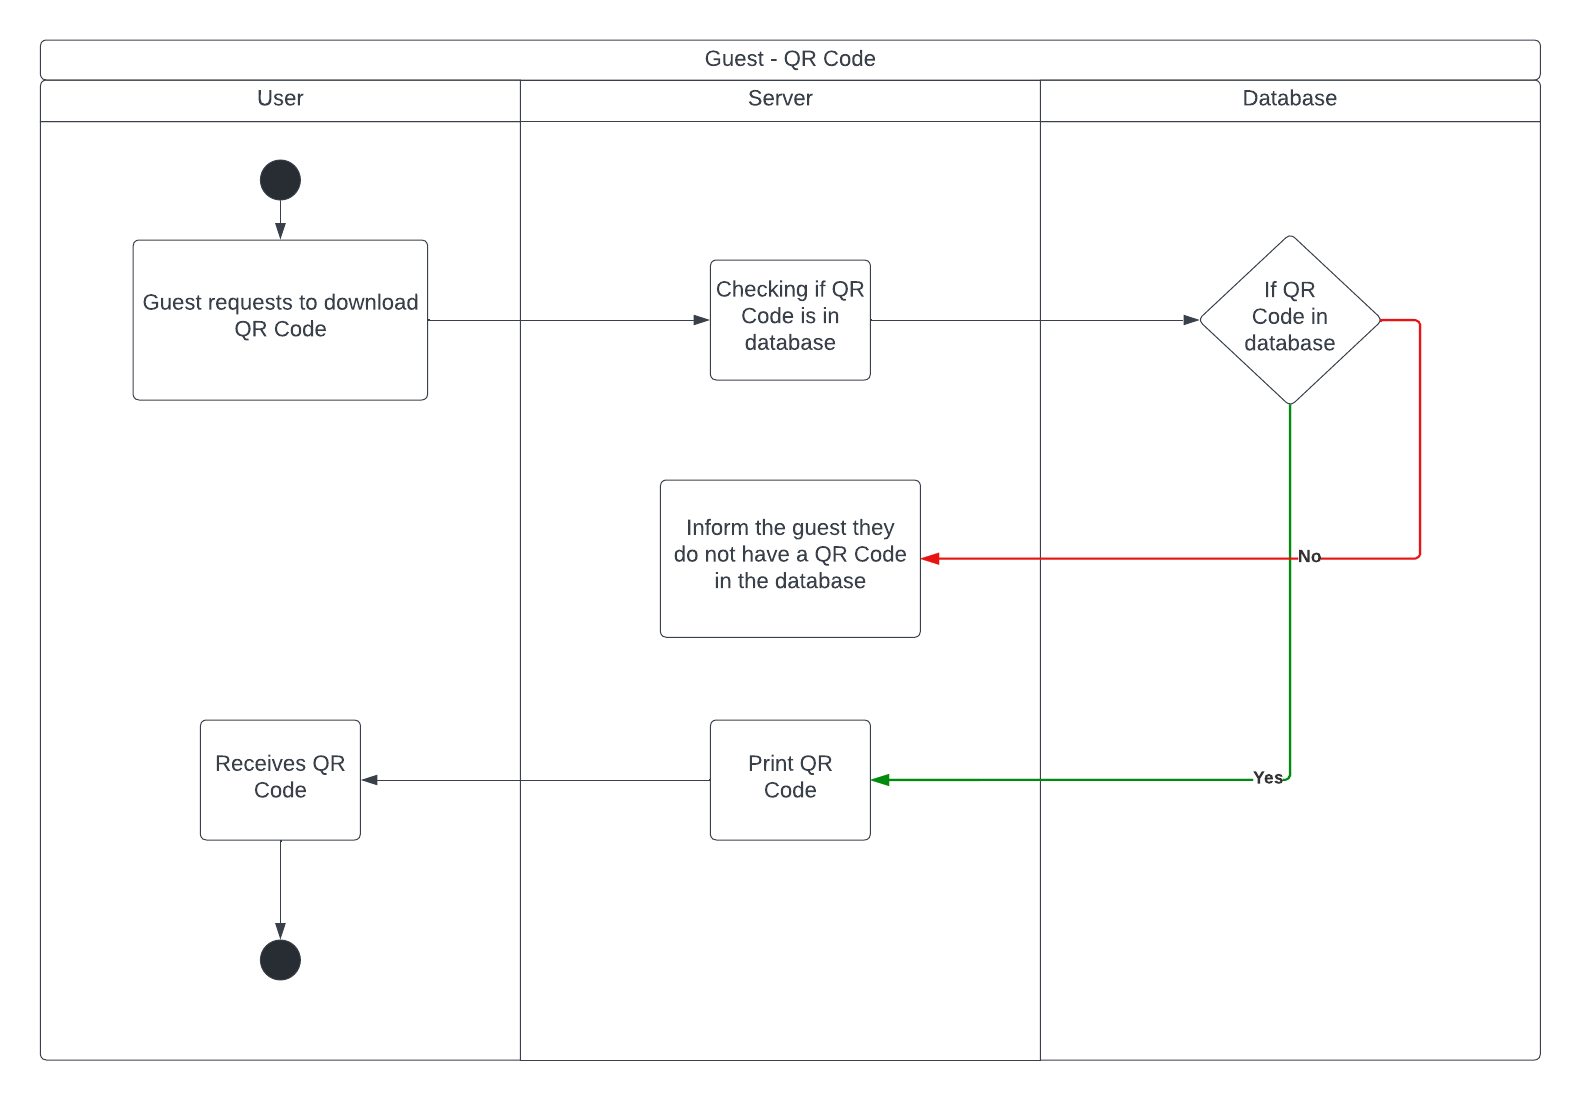 Guest - QR Code
User
Server
Database
Guest requests to download
QR Code
Checking if QR
Code is in
database
If QR
Code in
database
Inform the guest they
do not have a QR Code
in the database
No
Receives QR
Code
Print QR
Code
Yes